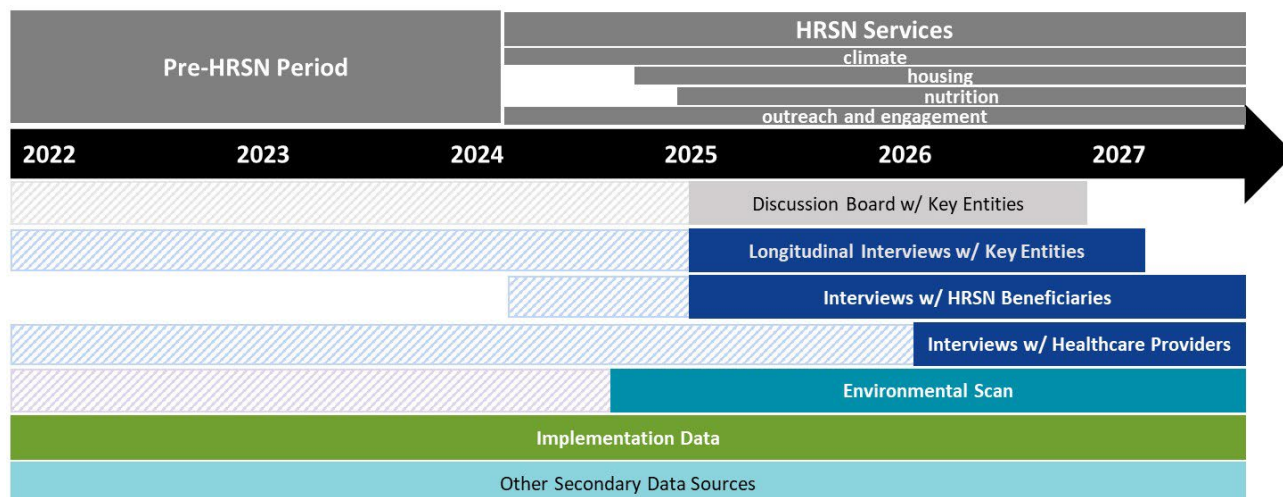 Pre-HRSN Period
HRSN Services
climate
housing
nutrition
outreach and engagement
2022 2023 2024 2025 2026 2027
Discussion Board w/ Key Entities
Longitudinal Interviews w/ Key Entities
Interviews w/ HRSN Beneficiaries
Interviews w/ Healthcare Providers
Environmental Scan
Implementation Data
Other Secondary Data Sources